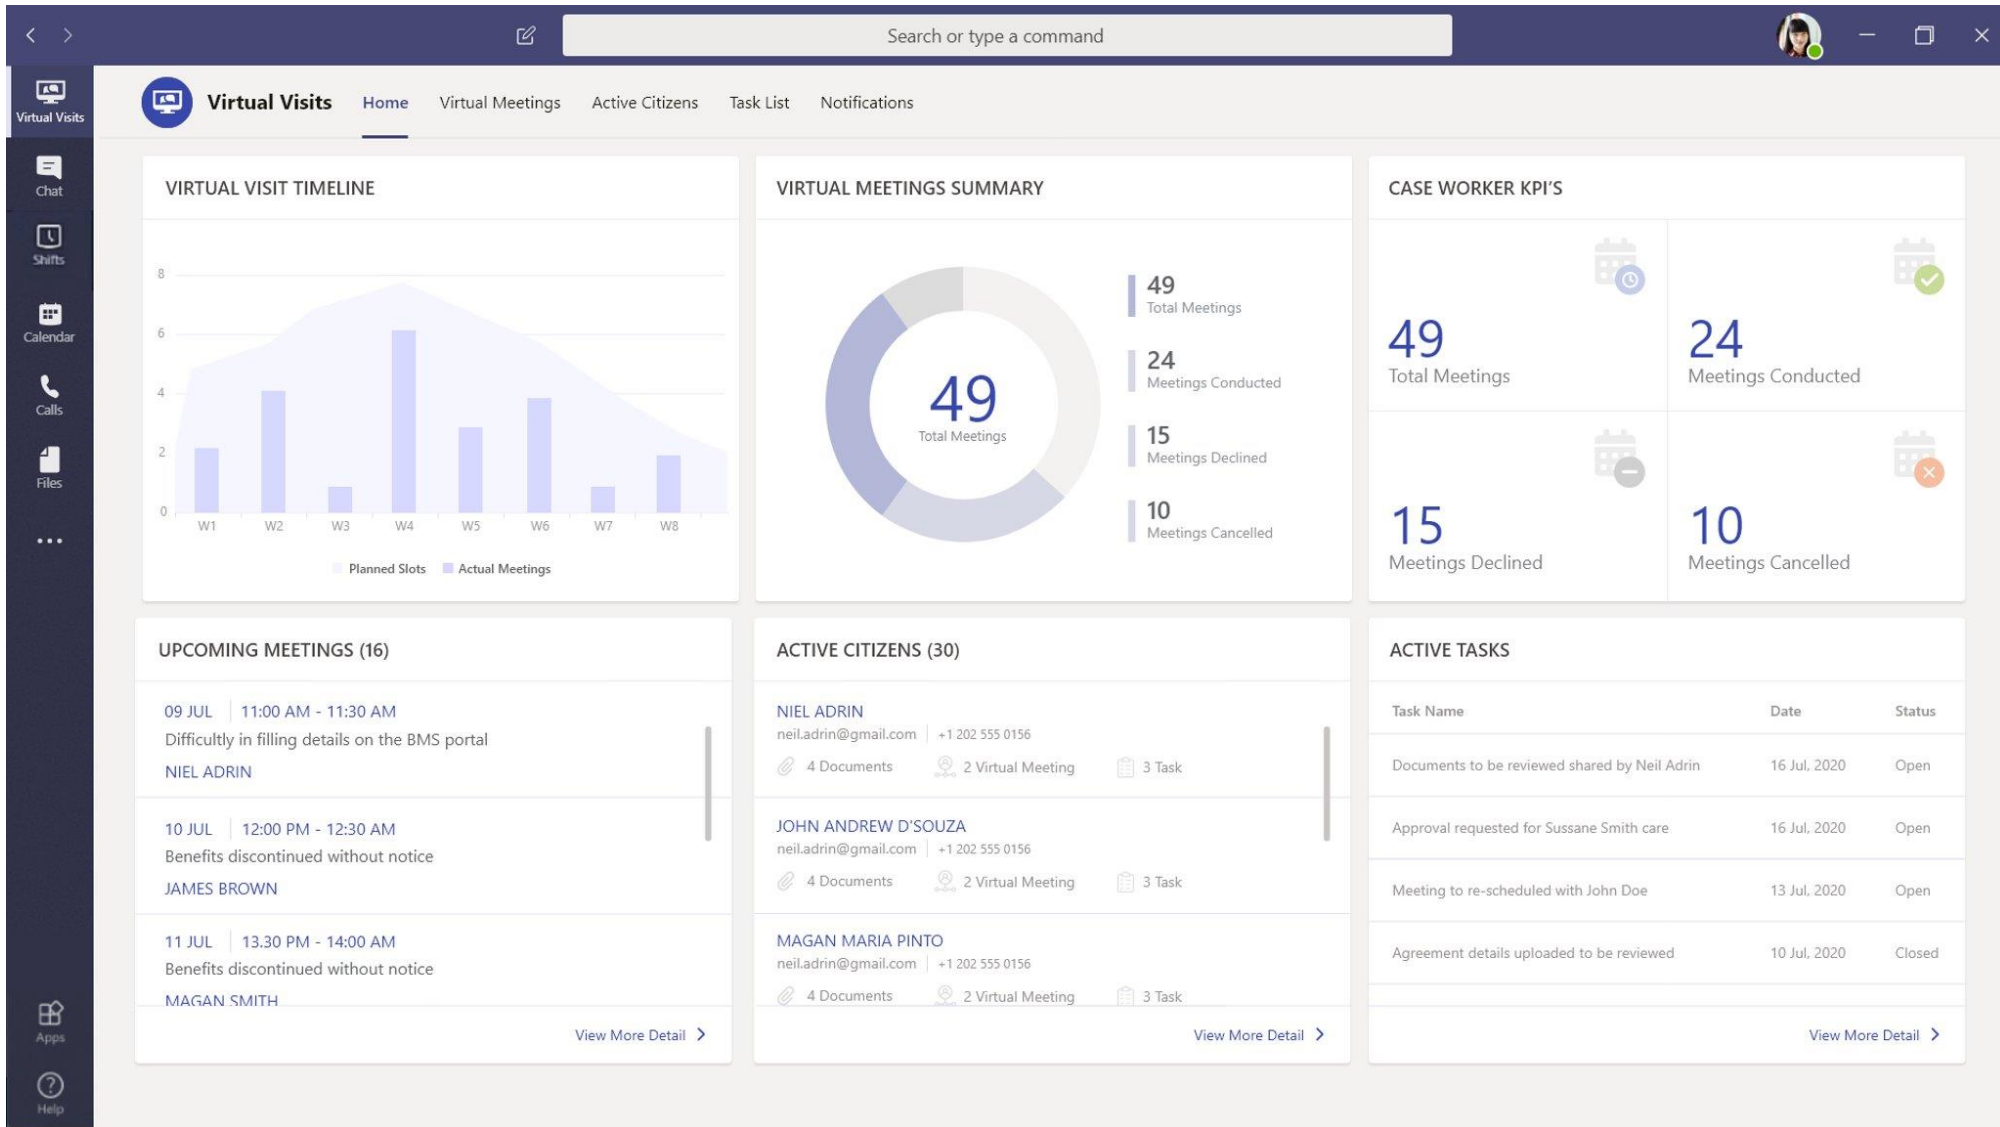 Search or type a command
Virtual Visits
Chat
Shifts
Calendar
Calls
Files
Apps
Help
Virtual Visits Home Virtual Meetings Active Citizens Task List Notifications
VIRTUAL VISIT TIMELINE
8
6
4
2
0
W1 W2 W3 W4 W5 W6 W7 W8
Planned Slots Actual Meetings
VIRTUAL MEETINGS SUMMARY
49
Total Meetings
49
Total Meetings
24
Meetings Conducted
15
Meetings Declined
10
Meetings Cancelled
CASE WORKER KPI'S
49
Total Meetings
24
Meetings Conducted
15
Meetings Declined
10
Meetings Cancelled
UPCOMING MEETINGS (16)
09 JUL 11:00 AM - 11:30 AM
Difficultly in filling details on the BMS portal
NIEL ADRIN
10 JUL 12:00 PM - 12:30 AM
Benefits discontinued without notice
JAMES BROWN
11 JUL 13.30 PM - 14:00 AM
Benefits discontinued without notice
MAGAN SMITH
View More Detail
ACTIVE CITIZENS (30)
NIEL ADRIN
neil.adrin@gmail.com +1 202 555 0156
4 Documents 2 Virtual Meeting 3 Task
JOHN ANDREW D'SOUZA
neil.adrin@gmail.com +1 202 555 0156
4 Documents 2 Virtual Meeting 3 Task
MAGAN MARIA PINTO
neil.adrin@gmail.com +1 202 555 0156
4 Documents 2 Virtual Meeting 3 Task
View More Detail
ACTIVE TASKS
Task Name Date Status
Documents to be reviewed shared by Neil Adrin 16 Jul, 2020 Open
Approval requested for Sussane Smith care 16 Jul, 2020 Open
Meeting to re-scheduled with John Doe 13 Jul, 2020 Open
Agreement details uploaded to be reviewed 10 Jul, 2020 Closed
View More Detail